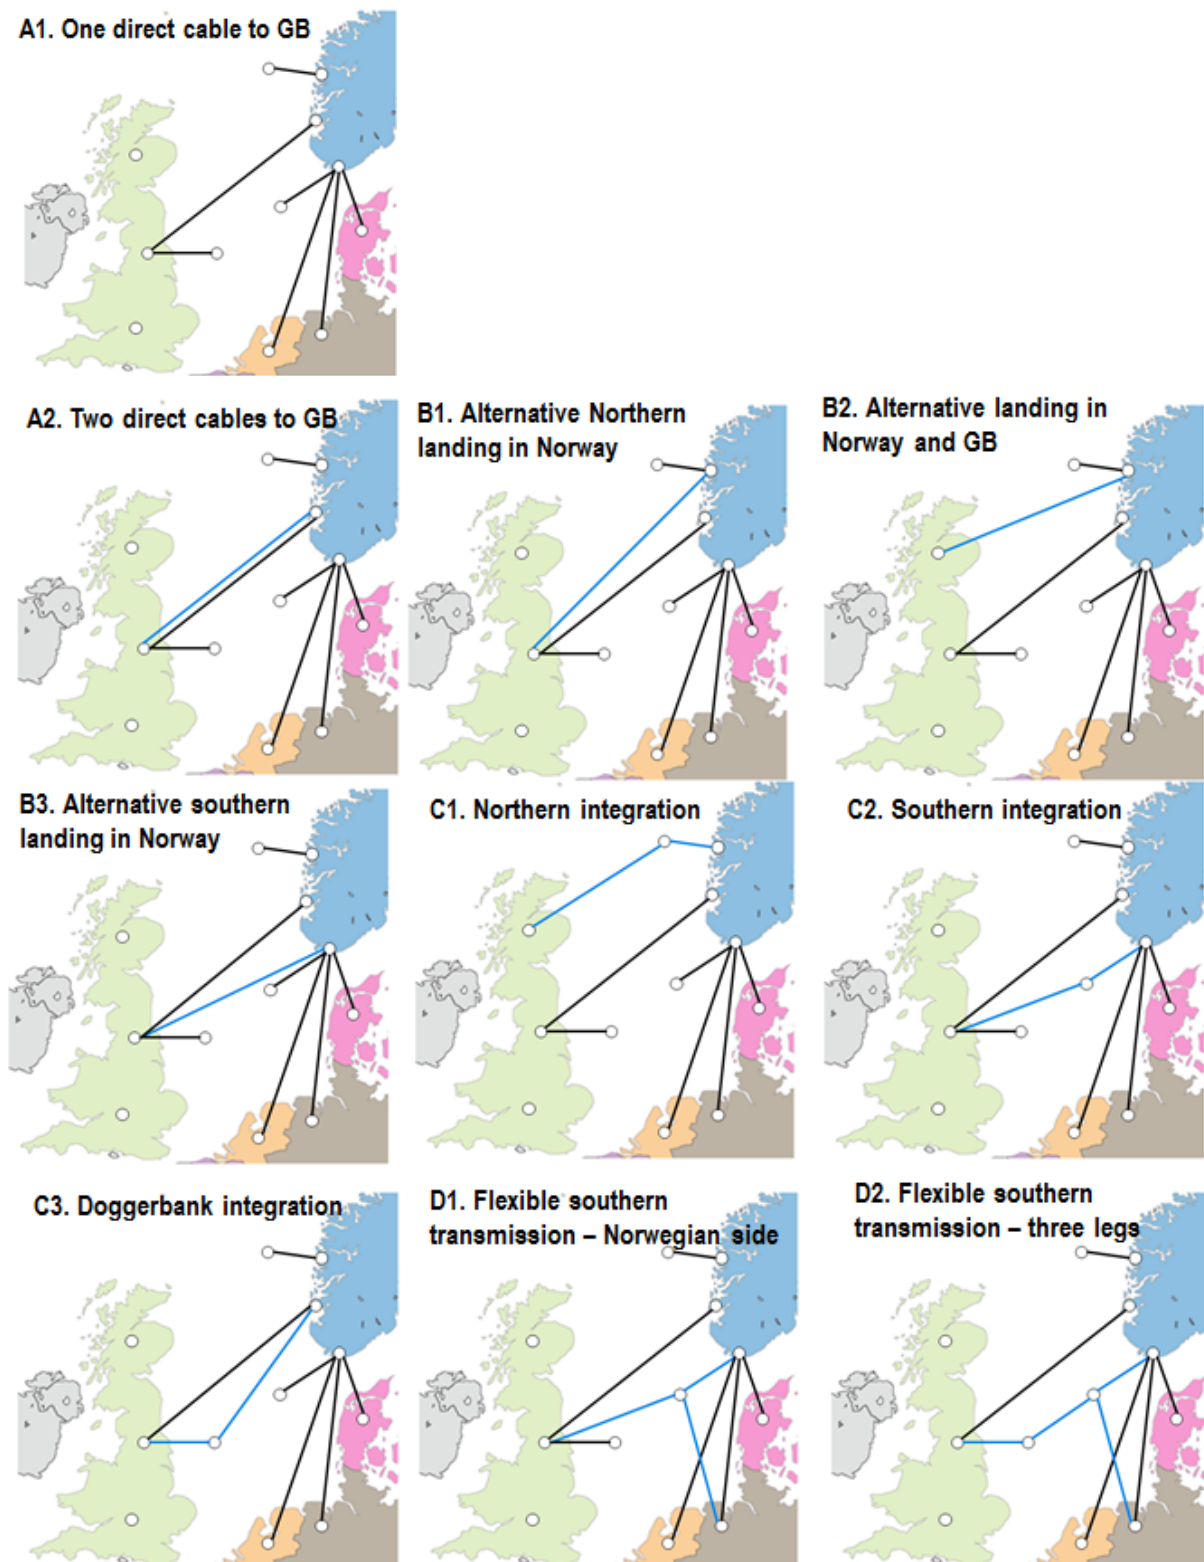 A1. One direct cable to GB
A2. Two direct cables to GB
B1. Alternative Northern
landing in Norway
B2. Alternative landing in
Norway and GB
B3. Alternative southern
landing in Norway
C1. Northern integration
C2. Southern integration
C3. Doggerbank integration
D1. Flexible southern
transmission – Norwegian side
D2. Flexible southern
transmission – three legs